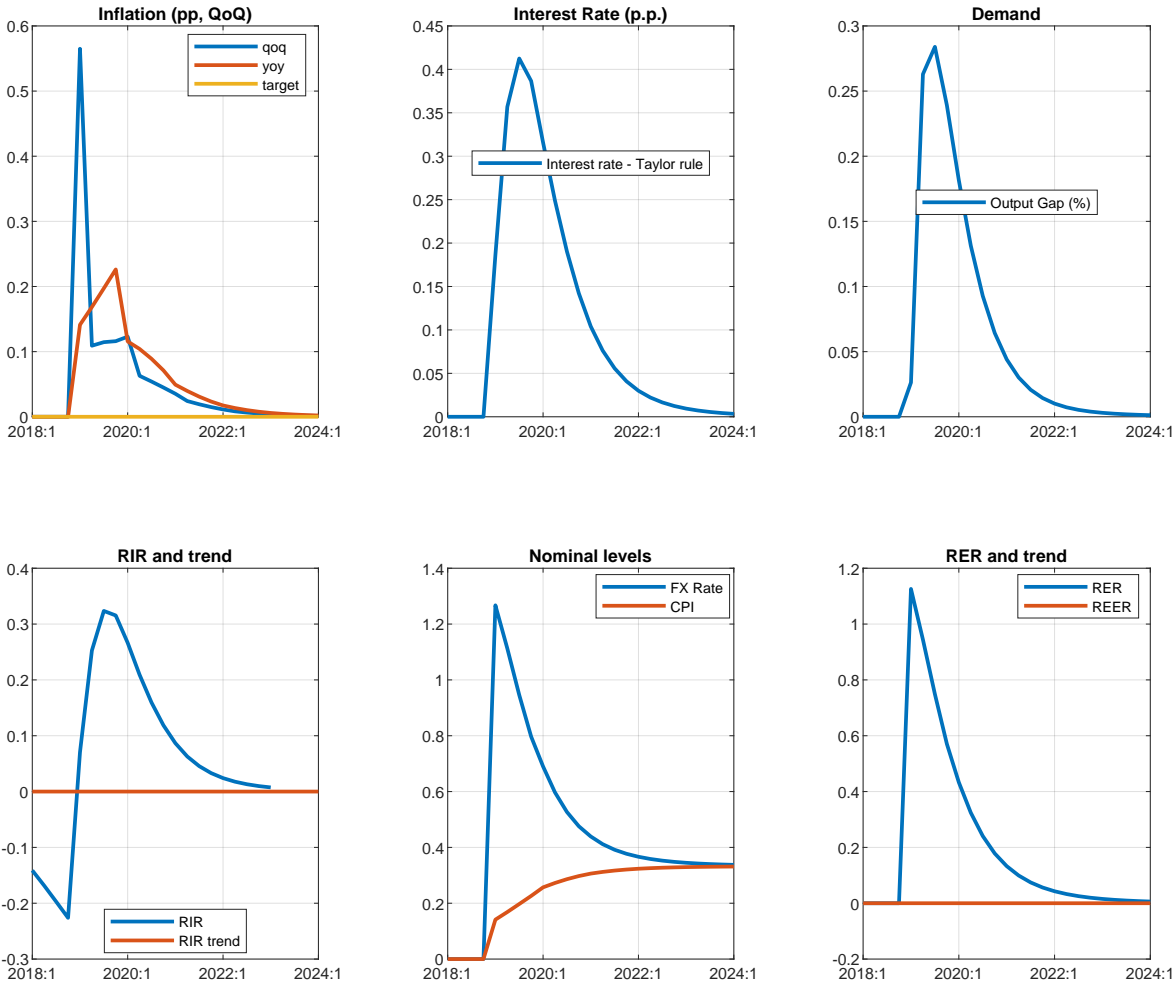 Inflation (pp, QoQ)
0.6
0.5
0.4
0.3
0.2
0.1
0
2018:1 2020:1 2022:1 2024:1
qoq
yoy
target
Interest Rate (p.p.)
0.45
0.4
0.35
0.3
0.25
0.2
0.15
0.1
0.05
0
2018:1 2020:1 2022:1 2024:1
Interest rate - Taylor rule
Demand
0.3
0.25
0.2
0.15
0.1
0.05
0
2018:1 2020:1 2022:1 2024:1
Output Gap (%)
RIR and trend
0.4
0.3
0.2
0.1
0
-0.1
-0.2
-0.3
2018:1 2020:1 2022:1 2024:1
RIR
RIR trend
Nominal levels
1.4
1.2
1
0.8
0.6
0.4
0.2
0
2018:1 2020:1 2022:1 2024:1
FX Rate
CPI
RER and trend
1.2
1
0.8
0.6
0.4
0.2
0
-0.2
2018:1 2020:1 2022:1 2024:1
RER
REER